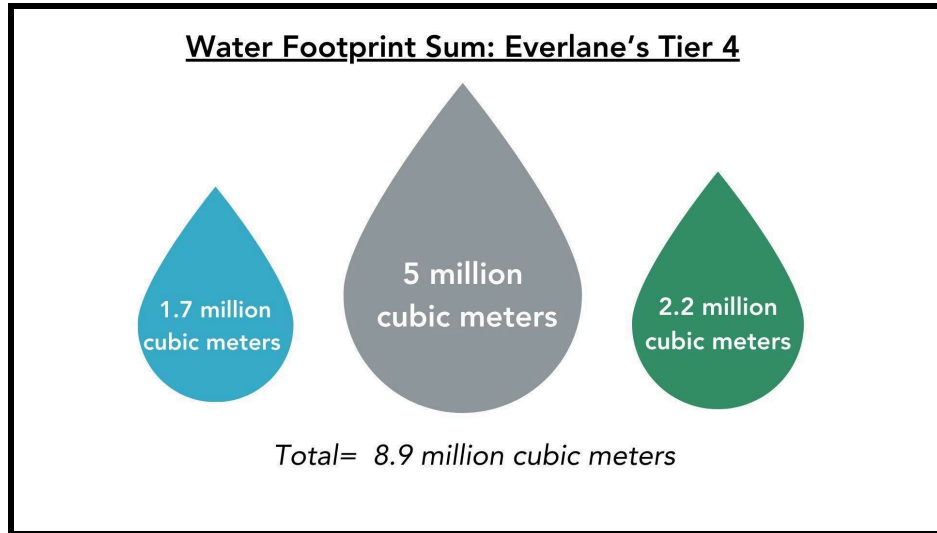 Water Footprint Sum: Everlane’s Tier 4
1.7 million
cubic meters
5 million
cubic meters
2.2 million
cubic meters
Total= 8.9 million cubic meters